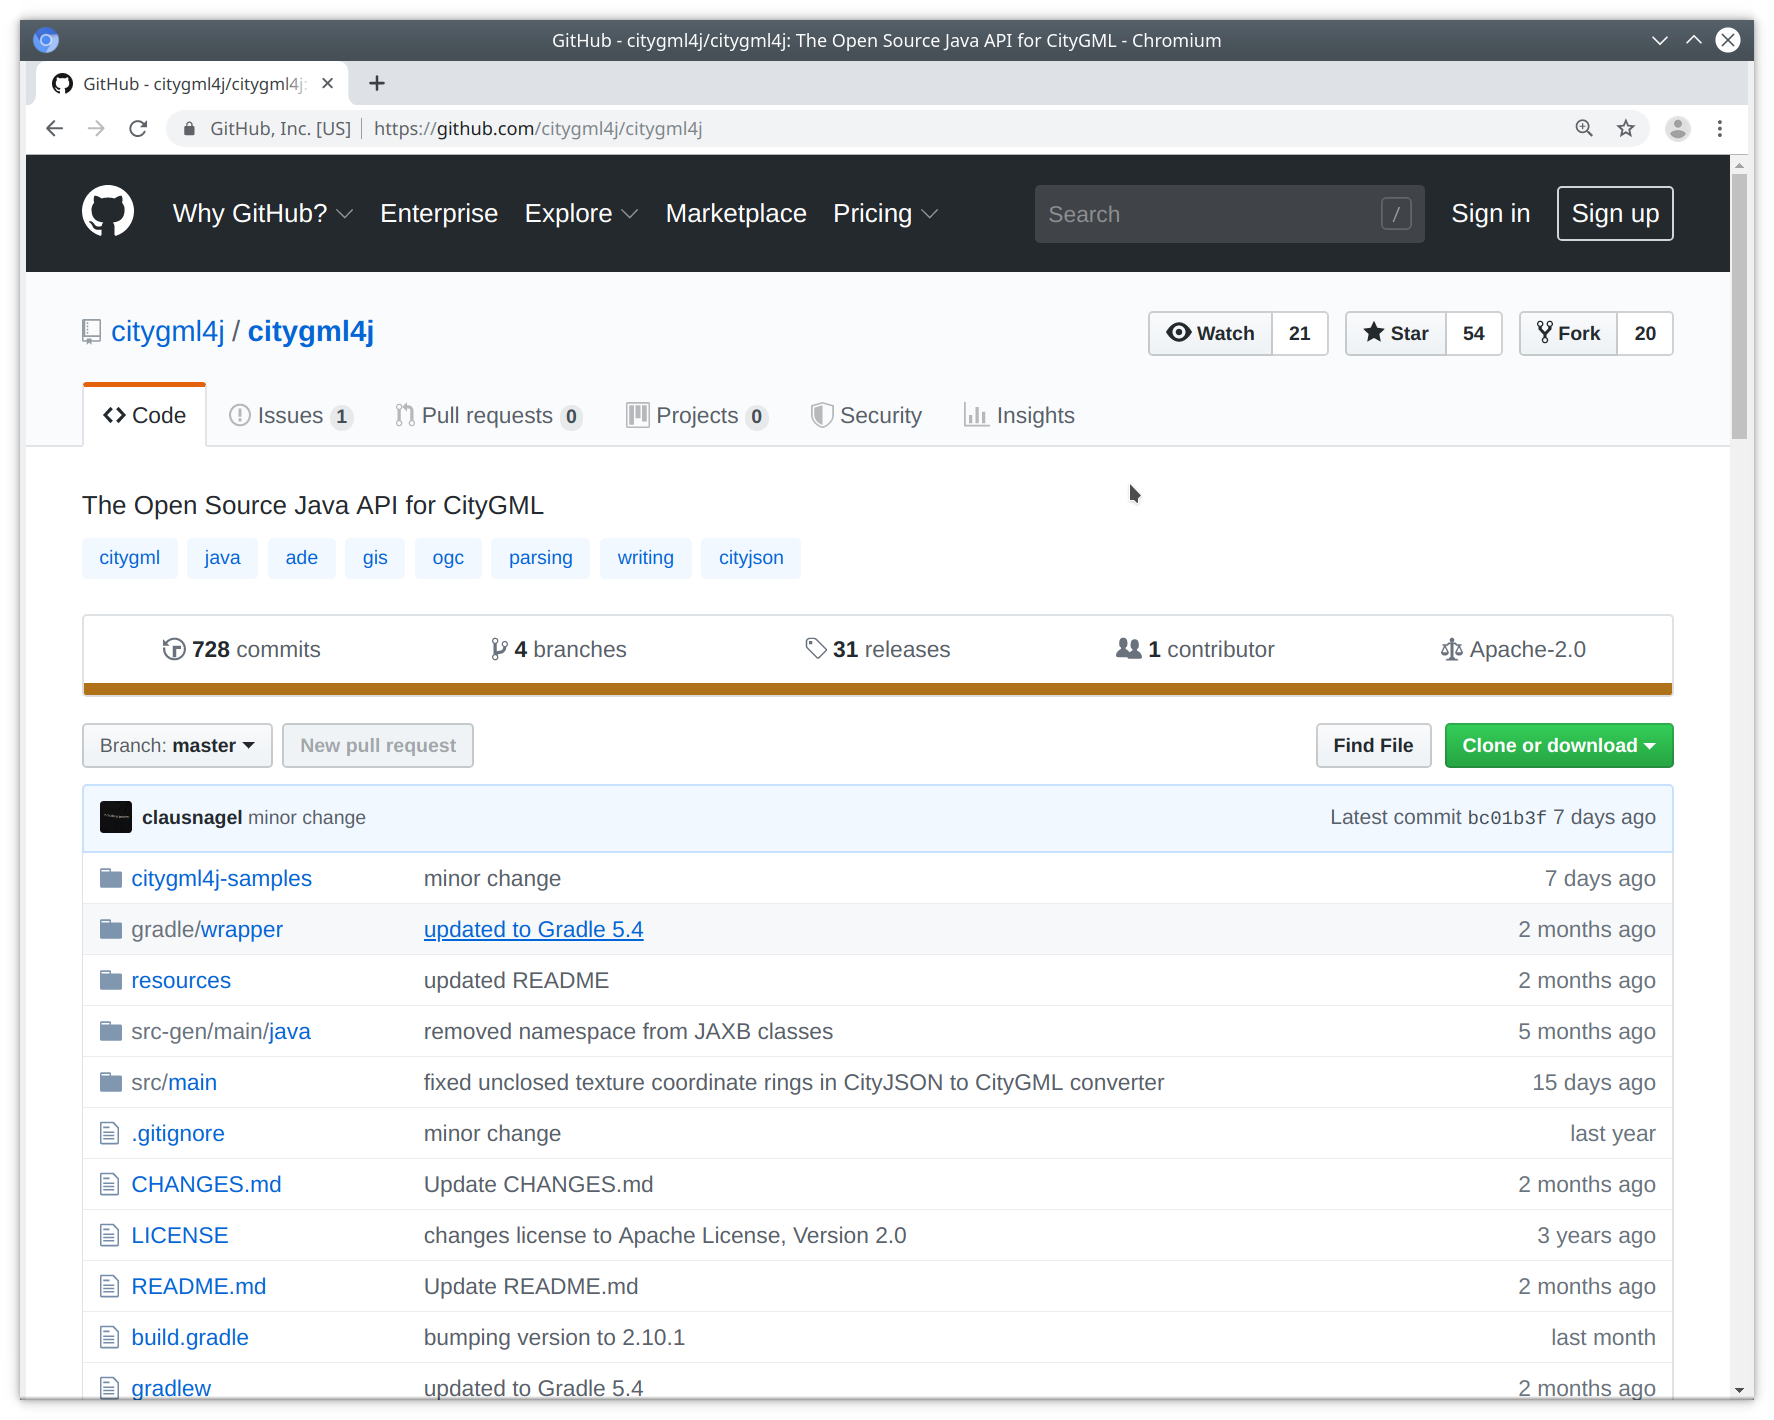 GitHub - citygml4j/citygml4j: The Open Source Java API for CityGML - Chromium
GitHub - citygml4j/citygml4j:
GitHub, Inc. [US] https://github.com/citygml4j/citygml4j
Why GitHub? Enterprise Explore Marketplace Pricing Search / Sign in Sign up
citygml4j / citygml4j Watch 21 Star 54 Fork 20
Code Issues 1 Pull requests 0 Projects 0 Security Insights
The Open Source Java API for CityGML
citygml java ade gis ogc parsing writing cityjson
728 commits 4 branches 31 releases 1 contributor Apache-2.0
Branch: master New pull request Find File Clone or download
clausnagel minor change Latest commit bc01b3f 7 days ago
citygml4j-samples minor change 7 days ago
gradle/wrapper updated to Gradle 5.4 2 months ago
resources updated README 2 months ago
src-gen/main/java removed namespace from JAXB classes 5 months ago
src/main fixed unclosed texture coordinate rings in CityJSON to CityGML converter 15 days ago
.gitignore minor change last year
CHANGES.md Update CHANGES.md 2 months ago
LICENSE changes license to Apache License, Version 2.0 3 years ago
README.md Update README.md 2 months ago
build.gradle bumping version to 2.10.1 last month
gradlew updated to Gradle 5.4 2 months ago